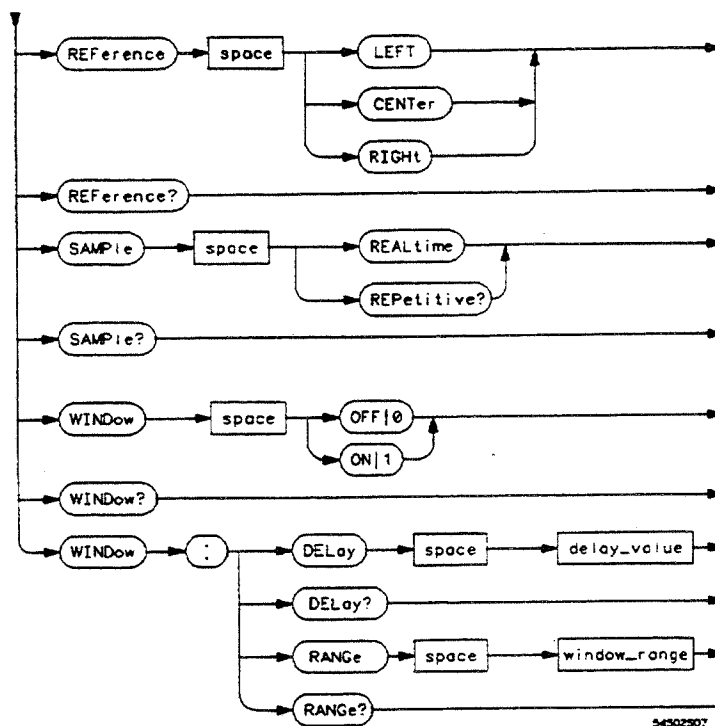 REFerence space LEFT
CENTer
RIGHt
REFerence?
SAMPle space REALtime
REPetitive?
SAMPle?
WINDow space OFF|0
ON|1
WINDow?
WINDow : DELay space delay_value
DELay?
RANGe space window_range
RANGe?
54502507